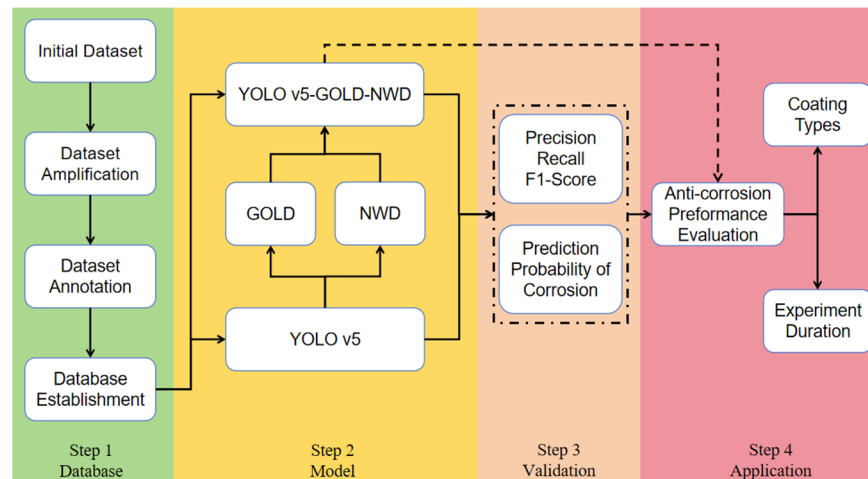 Initial Dataset
Dataset
Amplification
Dataset
Annotation
Database
Establishment
Step 1
Database
YOLO v5-GOLD-NWD
GOLD
NWD
YOLO v5
Step 2
Model
Precision
Recall
F1-Score
Prediction
Probability of
Corrosion
Step 3
Validation
Anti-corrosion
Preformance
Evaluation
Coating
Types
Experiment
Duration
Step 4
Application